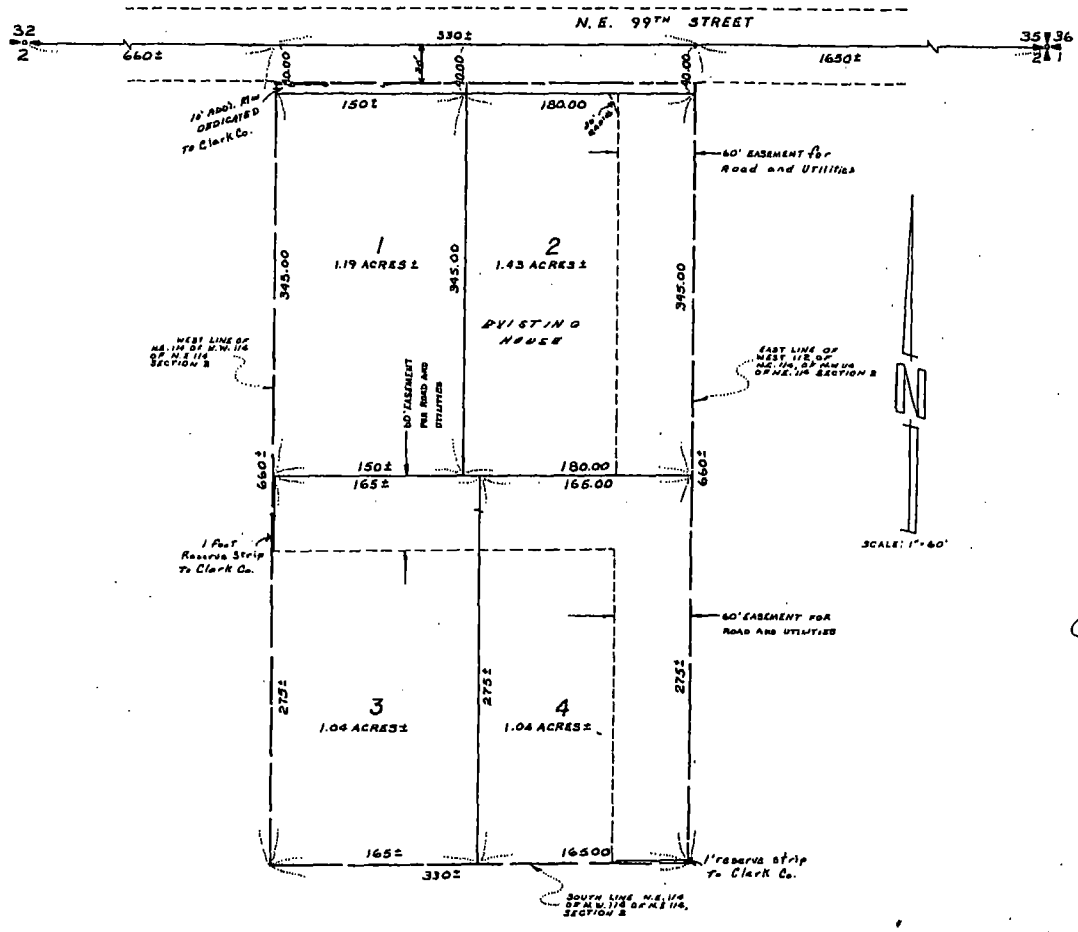 N.E. 99TH STREET
32
2
660±
330±
1650±
35 36
2 1
40.00
30'
40.00
40.00
10' ADD'L R/W
DEDICATED
To Clark Co.
150±
180.00
30'
RADIUS
60' EASEMENT for
Road and Utilities
1
1.19 ACRES±
2
1.43 ACRES±
345.00
345.00
345.00
EXISTING
HOUSE
WEST LINE OF
N.E. 1/4 OF N.W. 1/4
OF N.E 1/4
SECTION 2
EAST LINE OF
WEST 1/2 OF
N.E. 1/4, OF N.W 1/4
OF N.E. 1/4 SECTION 2
60' EASEMENT
FOR ROAD AND
UTILITIES
N
SCALE: 1"=60'
660±
150±
180.00
660±
165±
165.00
1 Foot
Reserve Strip
To Clark Co.
60' EASEMENT FOR
ROAD AND UTILITIES
275±
275±
275±
3
1.04 ACRES±
4
1.04 ACRES±
165±
165.00
330±
1' reserve strip
To Clark Co.
SOUTH LINE N.E. 1/4
OF N.W. 1/4 OF N.E 1/4,
SECTION 2